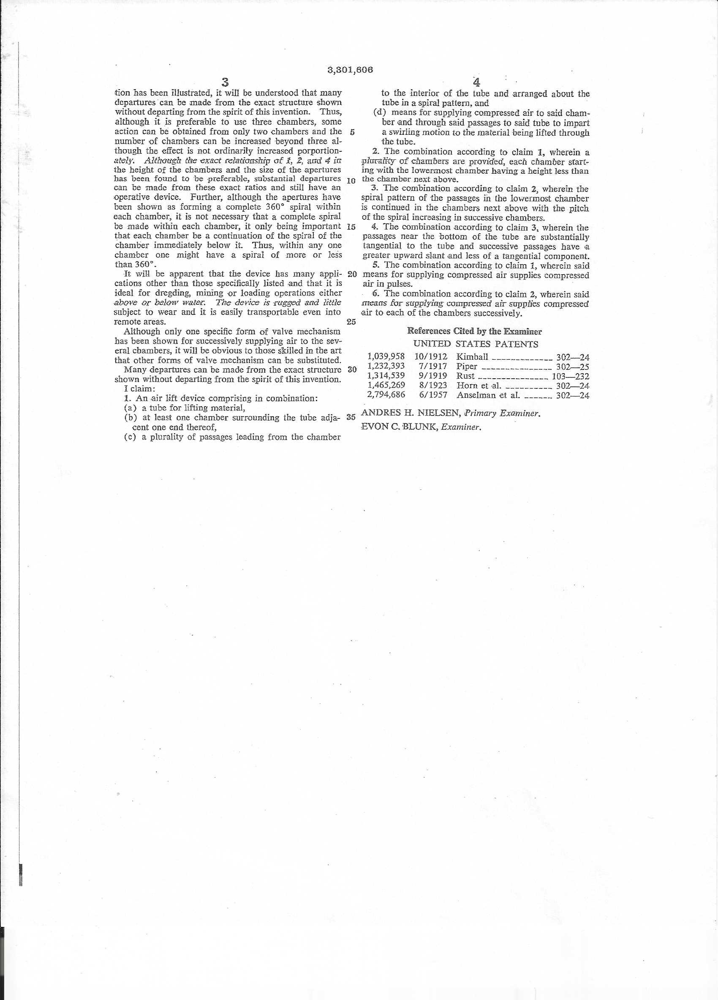 3,301,606
3
tion has been illustrated, it will be understood that many
departures can be made from the exact structure shown
without departing from the spirit of this invention. Thus,
although it is preferable to use three chambers, some
action can be obtained from only two chambers and the
number of chambers can be increased beyond three al-
though the effect is not ordinarily increased porportion-
ately. Although the exact relationship of 1, 2, and 4 in
the height of the chambers and the size of the apertures
has been found to be preferable, substantial departures
can be made from these exact ratios and still have an
operative device. Further, although the apertures have
been shown as forming a complete 360° spiral within
each chamber, it is not necessary that a complete spiral
be made within each chamber, it only being important
that each chamber be a continuation of the spiral of the
chamber immediately below it. Thus, within any one
chamber one might have a spiral of more or less
than 360°.
It will be apparent that the device has many appli-
cations other than those specifically listed and that it is
ideal for dregding, mining or loading operations either
above or below water. The device is rugged and little
subject to wear and it is easily transportable even into
remote areas.
Although only one specific form of valve mechanism
has been shown for successively supplying air to the sev-
eral chambers, it will be obvious to those skilled in the art
that other forms of valve mechanism can be substituted.
Many departures can be made from the exact structure
shown without departing from the spirit of this invention.
I claim:
1. An air lift device comprising in combination:
(a) a tube for lifting material,
(b) at least one chamber surrounding the tube adja-
cent one end thereof,
(c) a plurality of passages leading from the chamber
5
10
15
20
25
30
35
4
to the interior of the tube and arranged about the
tube in a spiral pattern, and
(d) means for supplying compressed air to said cham-
ber and through said passages to said tube to impart
a swirling motion to the material being lifted through
the tube.
2. The combination according to claim 1, wherein a
plurality of chambers are provided, each chamber start-
ing with the lowermost chamber having a height less than
the chamber next above.
3. The combination according to claim 2, wherein the
spiral pattern of the passages in the lowermost chamber
is continued in the chambers next above with the pitch
of the spiral increasing in successive chambers.
4. The combination according to claim 3, wherein the
passages near the bottom of the tube are substantially
tangential to the tube and successive passages have a
greater upward slant and less of a tangential component.
5. The combination according to claim 1, wherein said
means for supplying compressed air supplies compressed
air in pulses.
6. The combination according to claim 2, wherein said
means for supplying compressed air supplies compressed
air to each of the chambers successively.
References Cited by the Examiner
UNITED STATES PATENTS
1,039,958 10/1912 Kimball ------------- 302—24
1,232,393 7/1917 Piper --------------- 302—25
1,314,539 9/1919 Rust --------------- 103—232
1,465,269 8/1923 Horn et al. ---------- 302—24
2,794,686 6/1957 Anselman et al. ------ 302—24
ANDRES H. NIELSEN, Primary Examiner.
EVON C. BLUNK, Examiner.